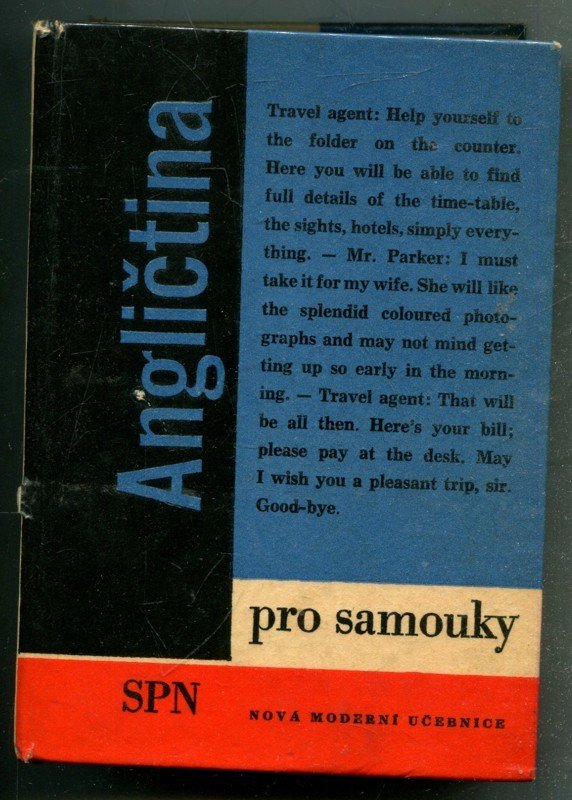 Angličtina
Travel agent: Help yourself to
the folder on the counter.
Here you will be able to find
full details of the time-table,
the sights, hotels, simply every-
thing. — Mr. Parker: I must
take it for my wife. She will like
the splendid coloured photo-
graphs and may not mind get-
ting up so early in the morn-
ing. — Travel agent: That will
be all then. Here's your bill;
please pay at the desk. May
I wish you a pleasant trip, sir.
Good-bye.
pro samouky
SPN
NOVÁ MODERNÍ UČEBNICE